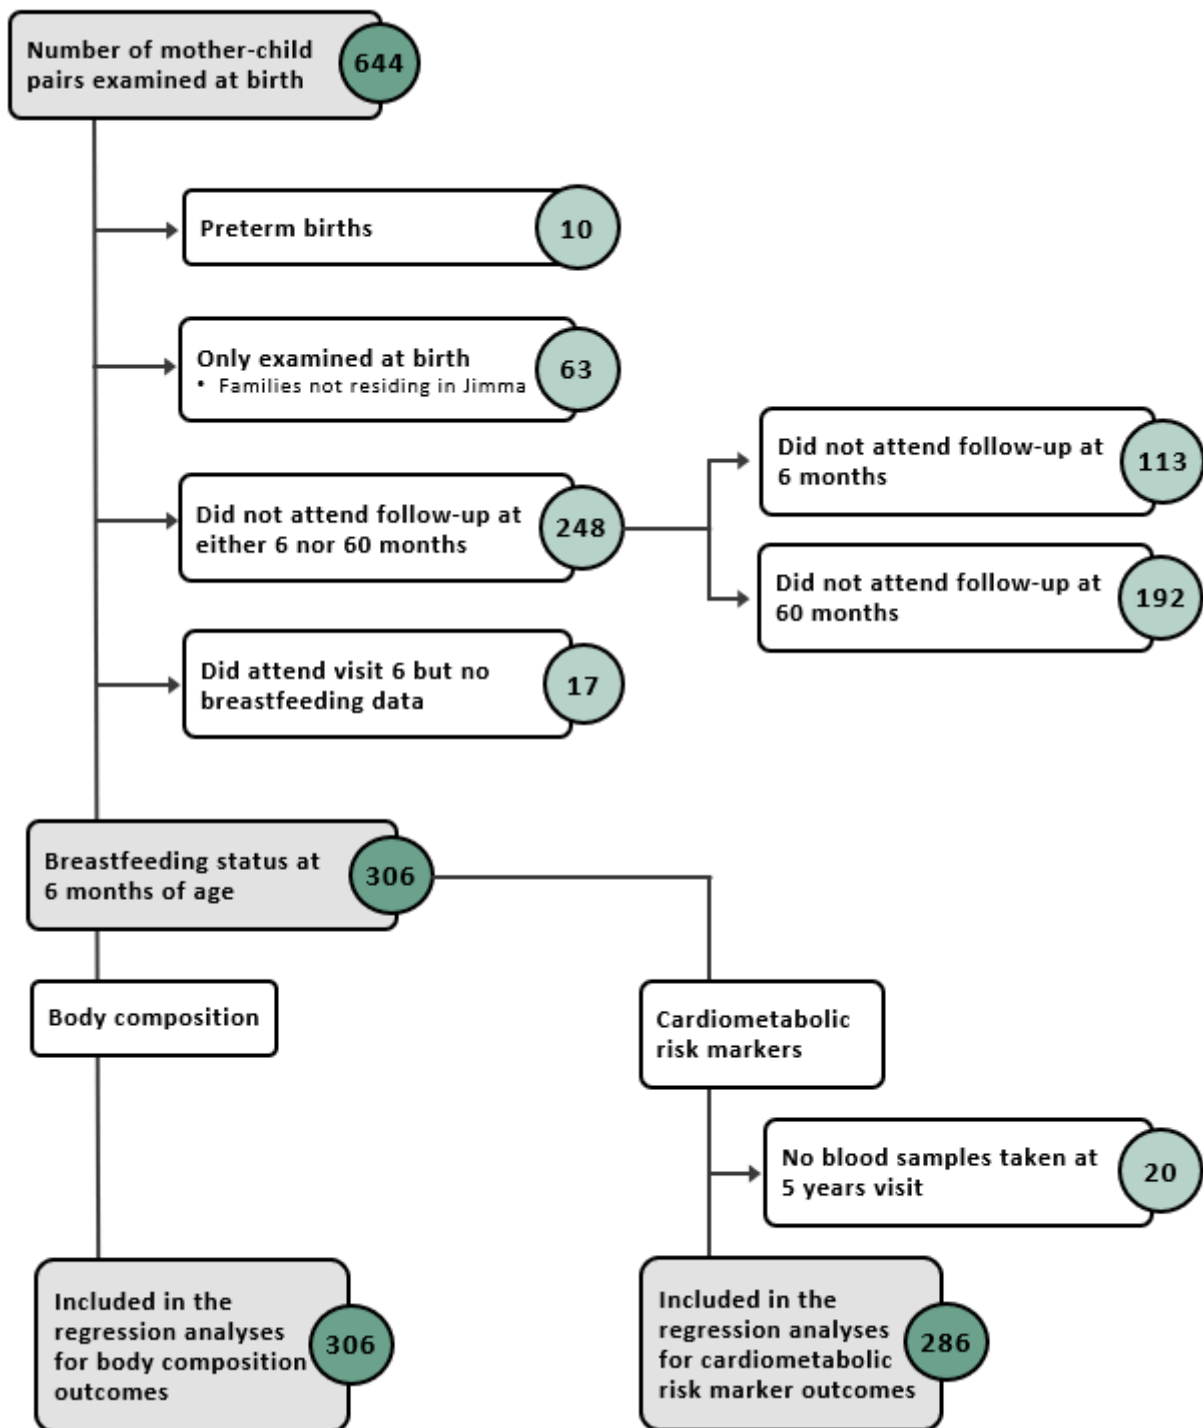 Number of mother-child
pairs examined at birth
644
Preterm births
10
Only examined at birth
• Families not residing in Jimma
63
Did not attend follow-up at
either 6 nor 60 months
248
Did not attend follow-up at
6 months
113
Did not attend follow-up at
60 months
192
Did attend visit 6 but no
breastfeeding data
17
Breastfeeding status at
6 months of age
306
Body composition
Cardiometabolic
risk markers
No blood samples taken at
5 years visit
20
Included in the
regression analyses
for body composition
outcomes
306
Included in the
regression analyses
for cardiometabolic
risk marker outcomes
286